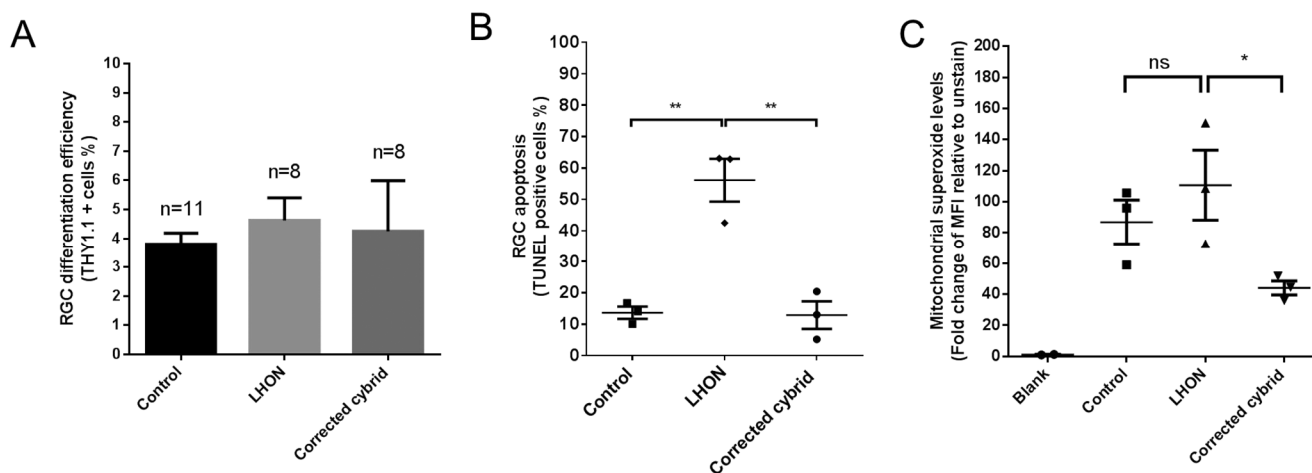 A
RGC differentiation efficiency
(THY1.1 + cells %)
10
9
8
7
6
5
4
3
2
1
0
n=11
n=8
n=8
Control
LHON
Corrected cybrid
B
RGC apoptosis
(TUNEL positive cells %)
100
90
80
70
60
50
40
30
20
10
0
**
**
Control
LHON
Corrected cybrid
C
Mitochondrial superoxide levels
(Fold change of MFI relative to unstain)
200
180
160
140
120
100
80
60
40
20
0
ns
*
Blank
Control
LHON
Corrected cybrid